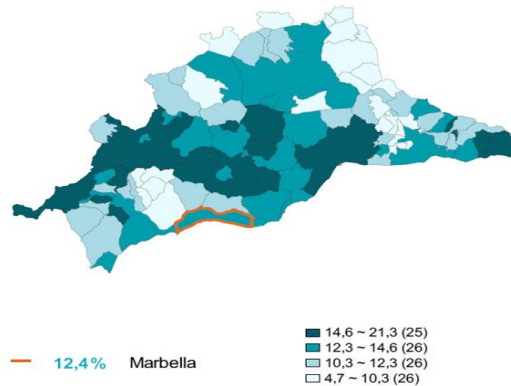 14,6 ~ 21,3 (25)
12,3 ~ 14,6 (26)
10,3 ~ 12,3 (26)
4,7 ~ 10,3 (26)
12,4% Marbella